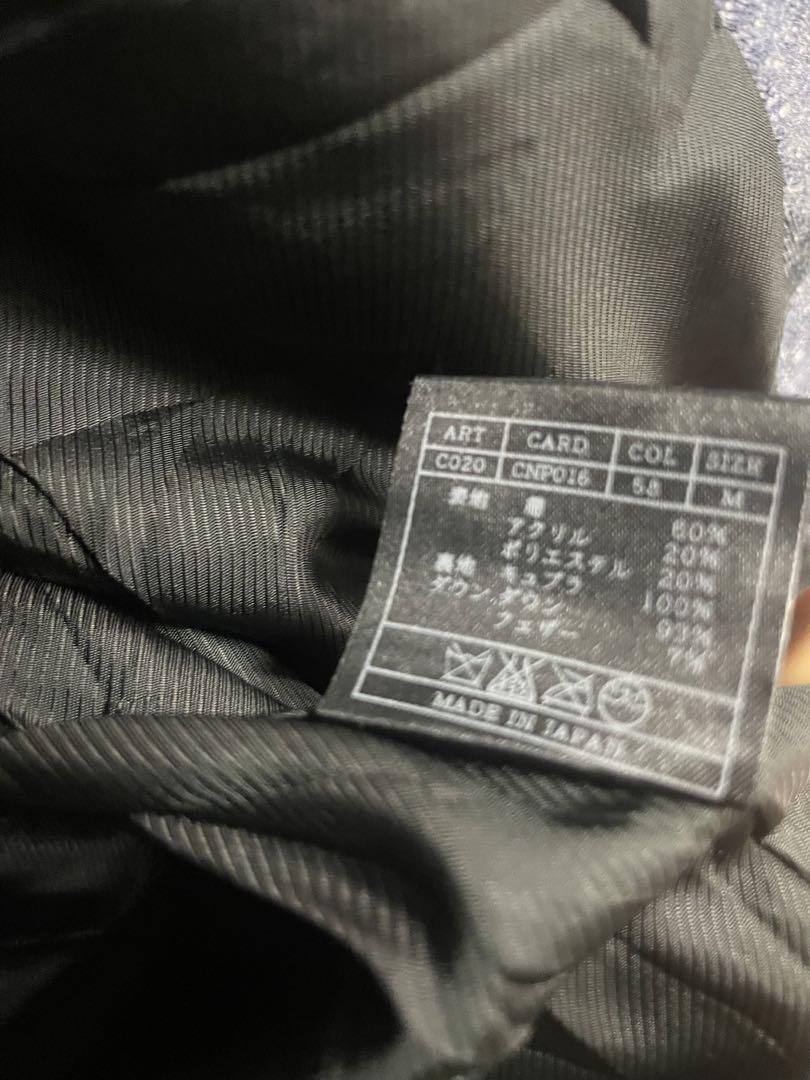 ART CARD COL SIZE
C020 CNP016 58 M
表地 綿 60%
アクリル 20%
ポリエステル 20%
裏地 キュプラ 100%
ダウン・ダウン 93%
フェザー 7%
MADE IN JAPAN